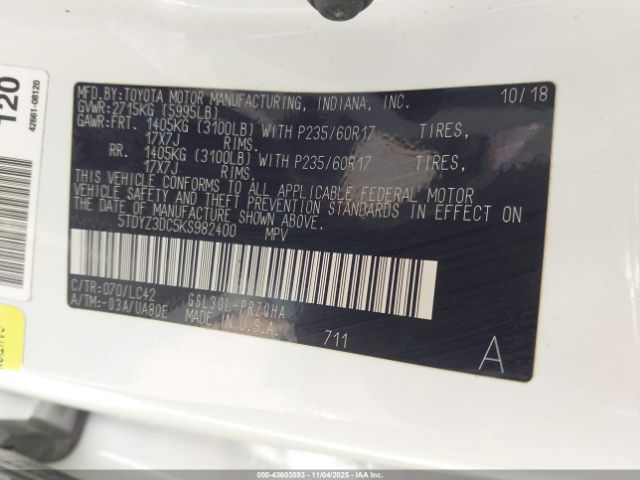 MFD.BY:TOYOTA MOTOR MANUFACTURING, INDIANA, INC. 10/18
GVWR:2715KG (5995LB)
GAWR:FRT. 1405KG (3100LB) WITH P235/60R17 TIRES,
17X7J RIMS.
RR. 1405KG (3100LB) WITH P235/60R17 TIRES,
17X7J RIMS.
THIS VEHICLE CONFORMS TO ALL APPLICABLE FEDERAL MOTOR
VEHICLE SAFETY AND THEFT PREVENTION STANDARDS IN EFFECT ON
THE DATE OF MANUFACTURE SHOWN ABOVE.
5TDYZ3DC5KS982400 MPV
C/TR:070/LC42 GSL30L-PRZQHA
A/TM:-03A/UA80E MADE IN U.S.A. 711 A
120
42661-08120
000-43603593 - 11/04/2025 - IAAI.COM